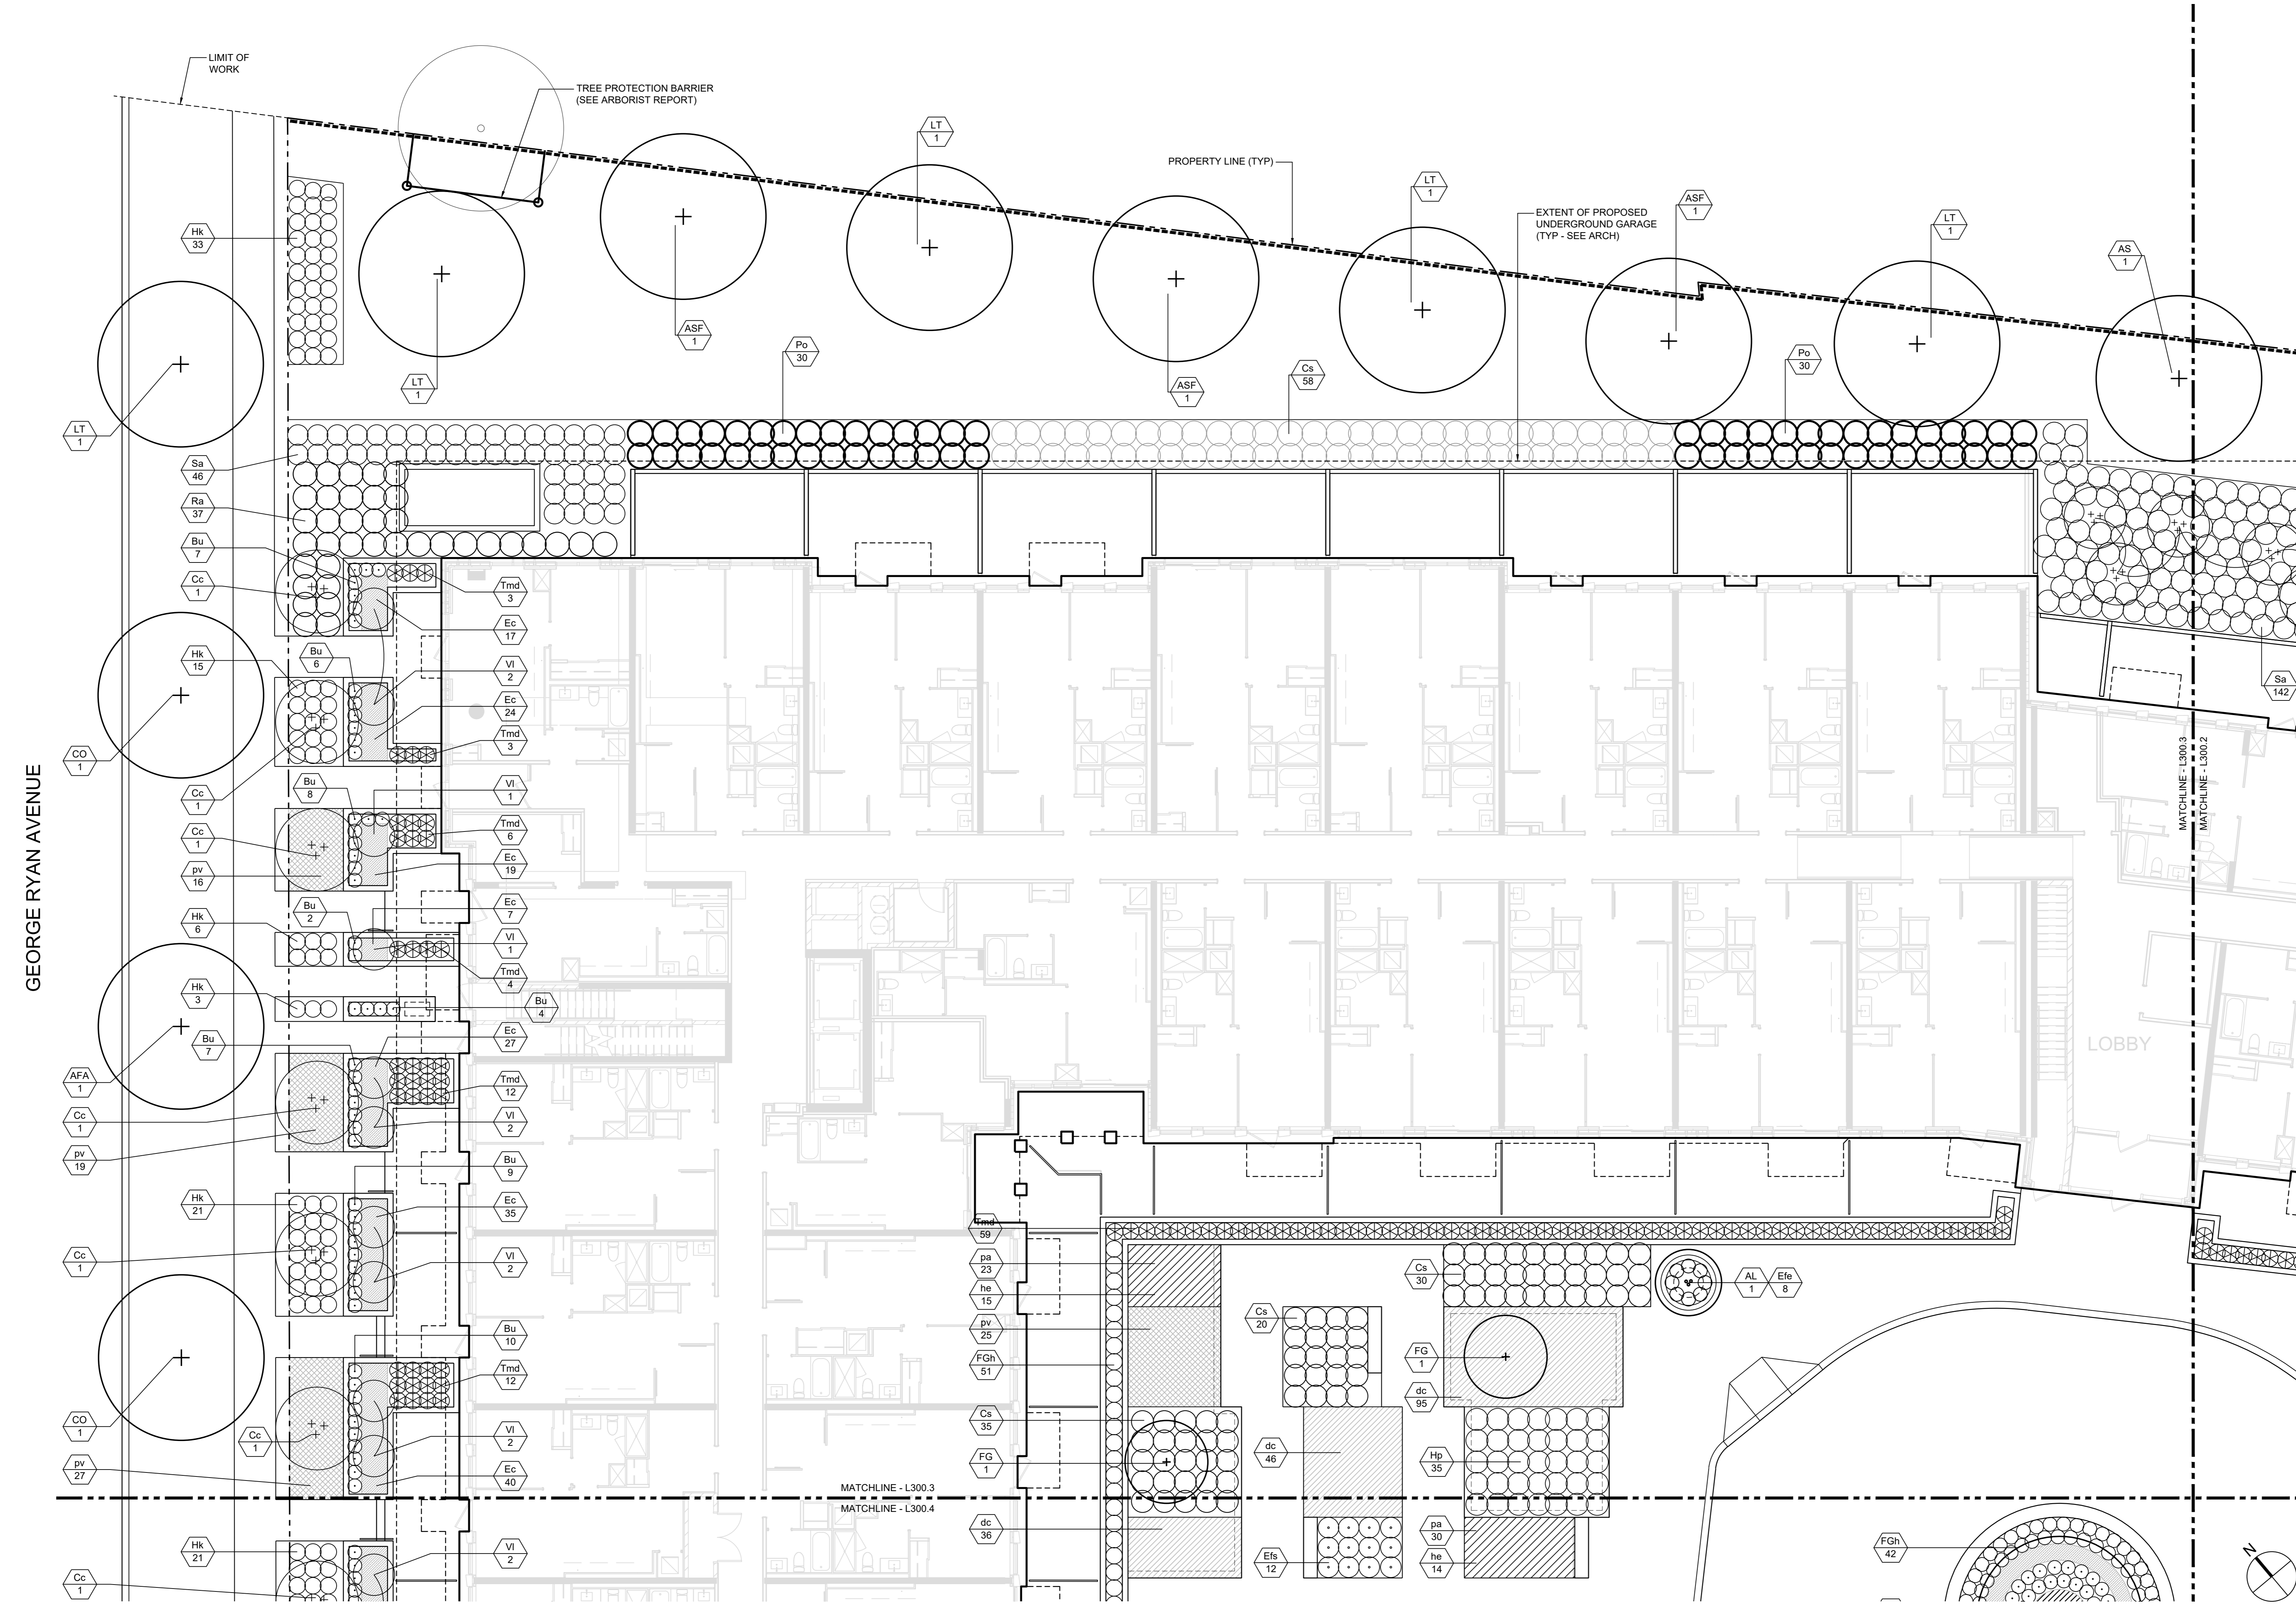 LIMIT OF
WORK
TREE PROTECTION BARRIER
(SEE ARBORIST REPORT)
LT
1
PROPERTY LINE (TYP)
LT
1
ASF
1
EXTENT OF PROPOSED
UNDERGROUND GARAGE
(TYP - SEE ARCH)
LT
1
AS
1
Hk
33
ASF
1
Po
30
LT
1
ASF
1
Cs
58
Po
30
LT
1
Sa
46
Ra
37
Bu
7
Cc
1
Tmd
3
Ec
17
Hk
15
Bu
6
Vl
2
Ec
24
Tmd
3
Sa
142
CO
1
Cc
1
Bu
8
Vl
1
Cc
1
Tmd
6
pv
16
Ec
19
MATCHLINE - L300.3
MATCHLINE - L300.2
GEORGE RYAN AVENUE
Bu
2
Ec
7
Hk
6
Vl
1
Tmd
4
Hk
3
Bu
4
Bu
7
Ec
27
LOBBY
AFA
1
Tmd
12
Cc
1
Vl
2
pv
19
Bu
9
Hk
21
Ec
35
Cc
1
Vl
2
Tmd
59
pa
23
he
15
pv
25
FGh
51
Cs
30
AL
1
Efe
8
Cs
20
Bu
10
Tmd
12
FG
1
dc
95
CO
1
Cc
1
Vl
2
pv
27
Ec
40
Cs
35
FG
1
dc
46
Hp
35
MATCHLINE - L300.3
MATCHLINE - L300.4
dc
36
pa
30
Hk
21
Vl
2
Efs
12
he
14
FGh
42
N
Cc
1